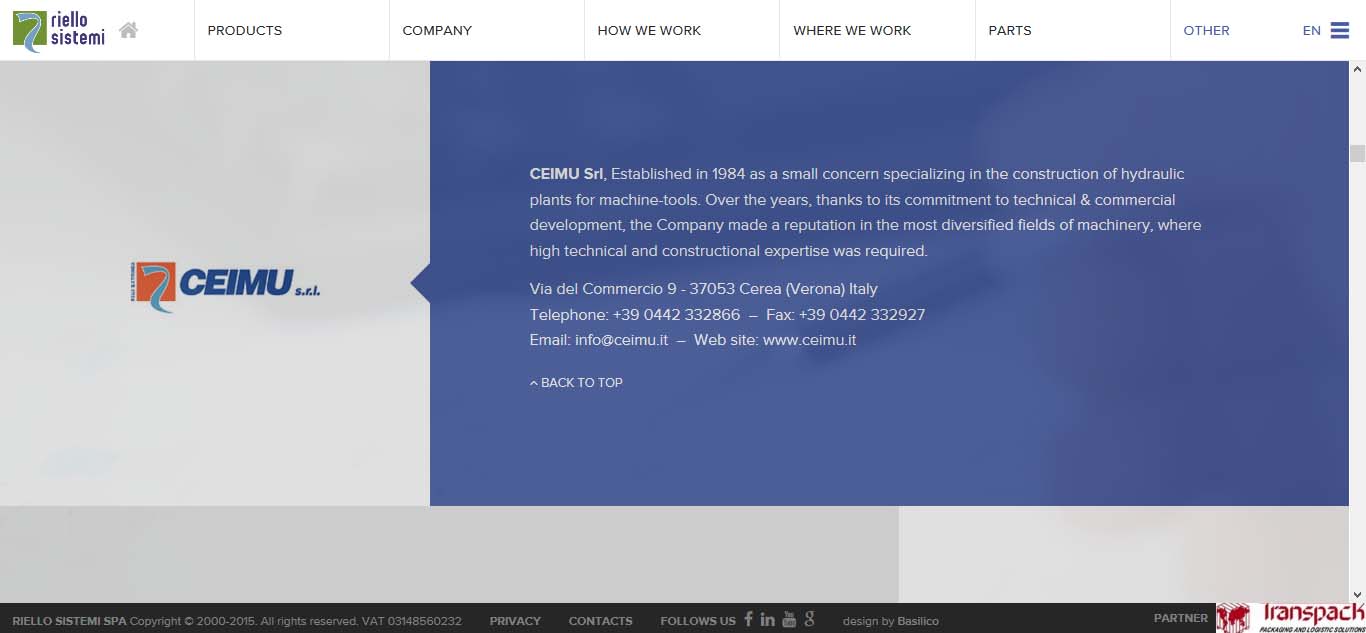 riello
sistemi
PRODUCTS
COMPANY
HOW WE WORK
WHERE WE WORK
PARTS
OTHER
EN
CEIMU Srl, Established in 1984 as a small concern specializing in the construction of hydraulic
plants for machine-tools. Over the years, thanks to its commitment to technical & commercial
development, the Company made a reputation in the most diversified fields of machinery, where
high technical and constructional expertise was required.
CEIMU s.r.l.
Via del Commercio 9 - 37053 Cerea (Verona) Italy
Telephone: +39 0442 332866 – Fax: +39 0442 332927
Email: info@ceimu.it – Web site: www.ceimu.it
BACK TO TOP
RIELLO SISTEMI SPA Copyright © 2000-2015. All rights reserved. VAT 03148560232
PRIVACY
CONTACTS
FOLLOWS US
design by Basilico
PARTNER
Transpack
PACKAGING AND LOGISTIC SOLUTIONS